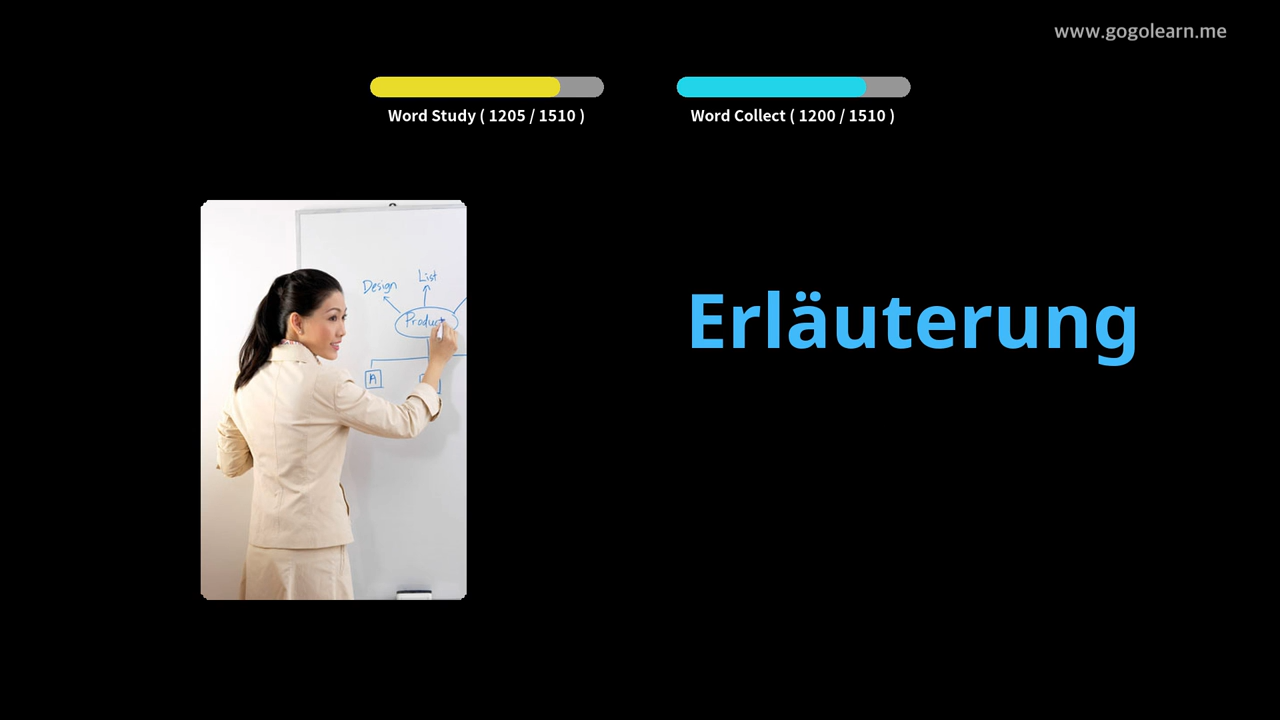 www.gogolearn.me
Word Study ( 1205 / 1510 )
Word Collect ( 1200 / 1510 )
List
Design
Product
Erläuterung
A